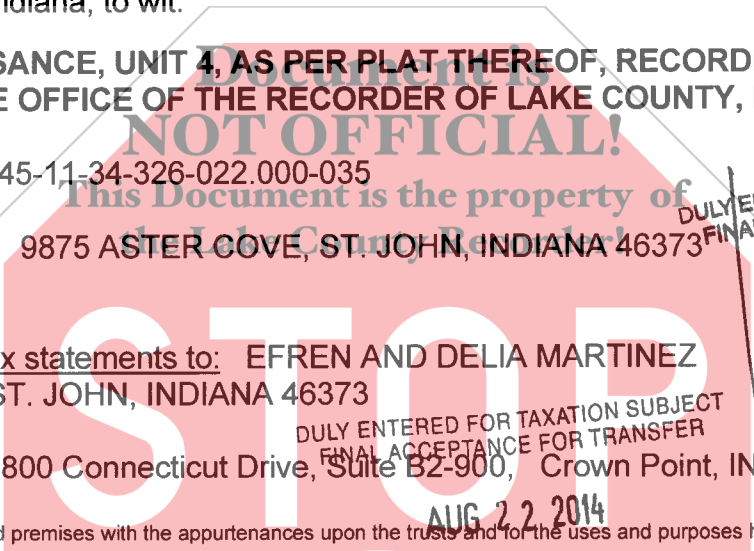 Indiana, to wit:
SANCE, UNIT 4, AS PER PLAT THEREOF, RECORD
E OFFICE OF THE RECORDER OF LAKE COUNTY,
Document is
NOT OFFICIAL!
This Document is the property of
the Lake County Recorder!
45-11-34-326-022.000-035
9875 ASTER COVE, ST. JOHN, INDIANA 46373
DULY E
FINA
STOP
x statements to: EFREN AND DELIA MARTINEZ
ST. JOHN, INDIANA 46373
DULY ENTERED FOR TAXATION SUBJECT
FINAL ACCEPTANCE FOR TRANSFER
800 Connecticut Drive, Suite B2-900, Crown Point, IN
AUG 22 2014
d premises with the appurtenances upon the trusts and for the uses and purposes h